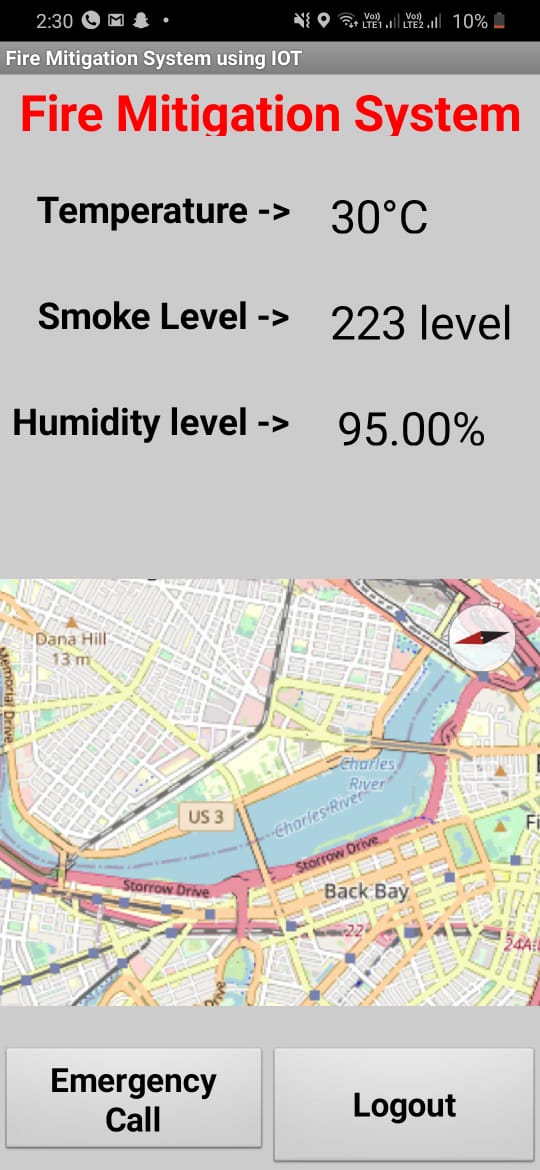 2:30
Vo)) LTE1 Vo)) LTE2 10%
Fire Mitigation System using IOT
Fire Mitigation System
Temperature -> 30°C
Smoke Level -> 223 level
Humidity level -> 95.00%
Dana Hill
13 m
Memorial Drive
Charles
River
US 3
Charles River
Storrow Drive
Storrow Drive
Back Bay
Fi
22
24A:
Emergency
Call
Logout